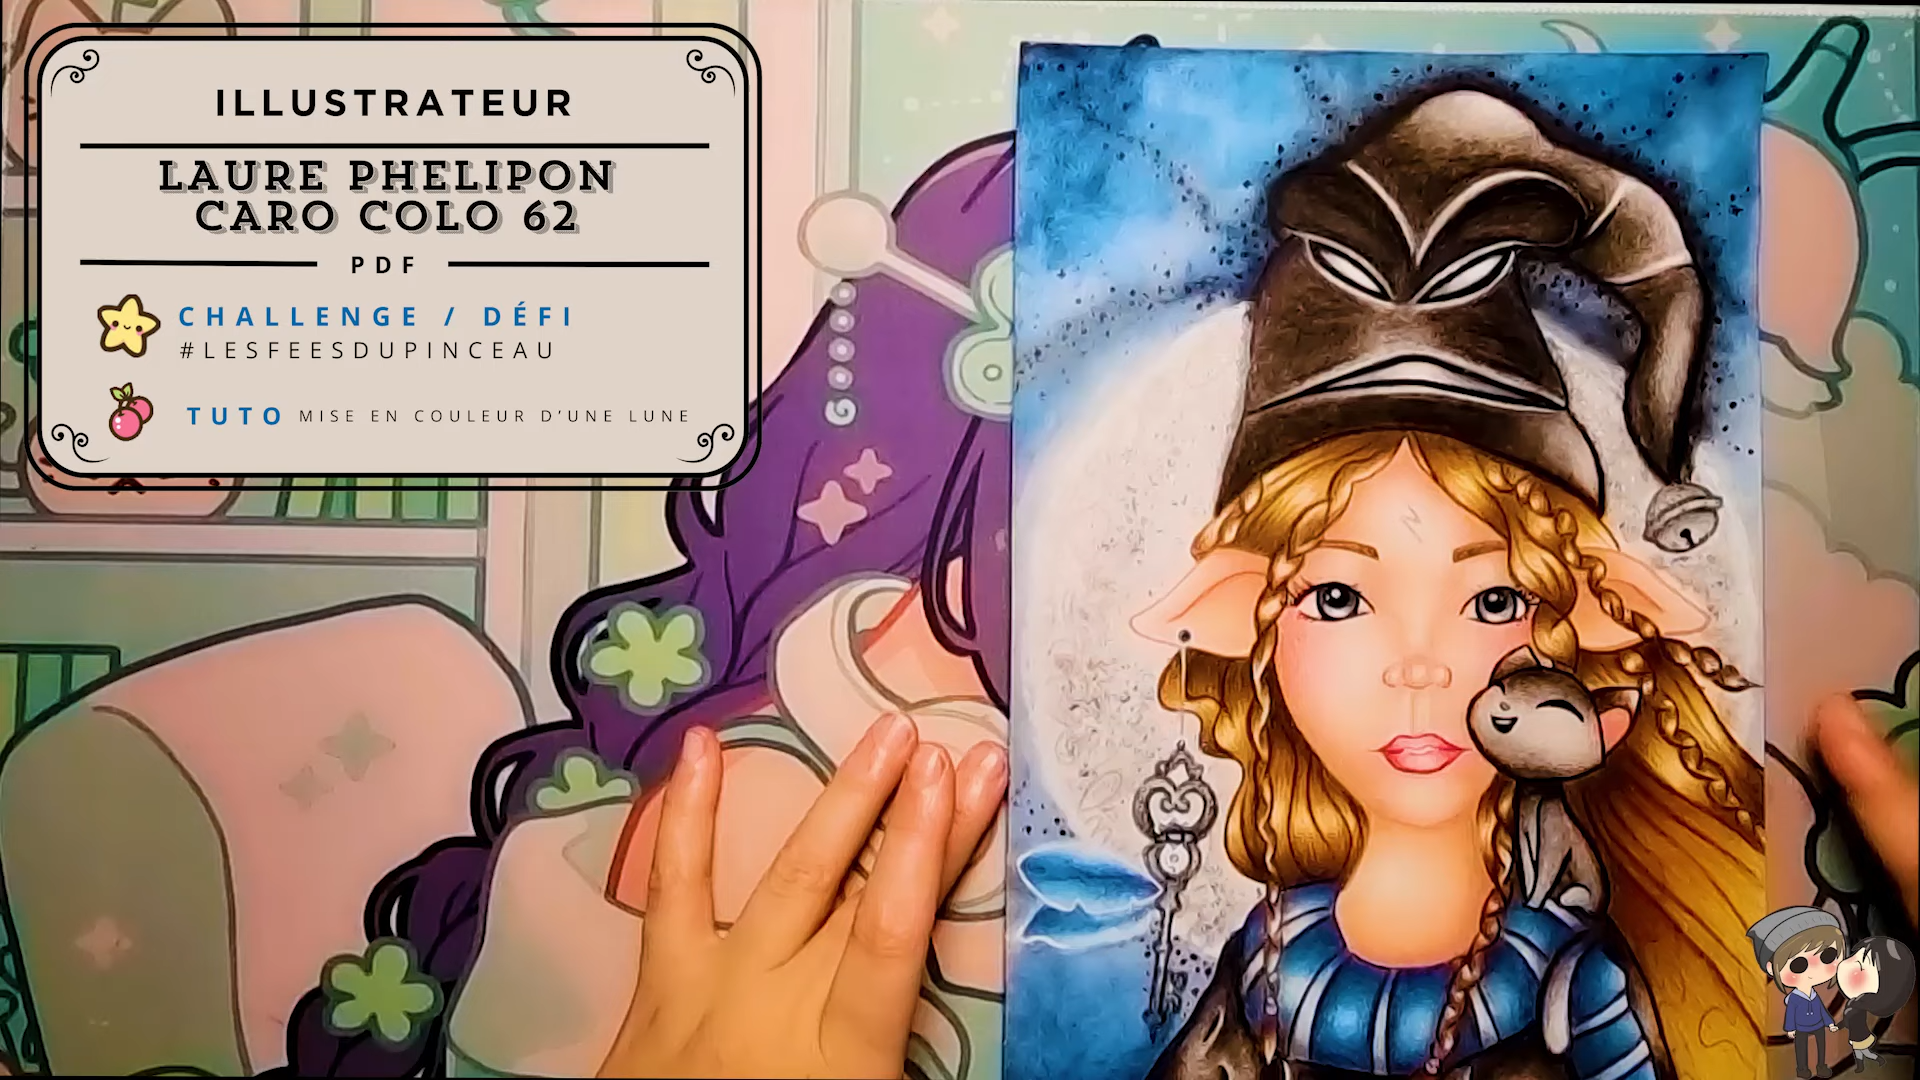 ILLUSTRATEUR
LAURE PHELIPON
CARO COLO 62
PDF
CHALLENGE / DÉFI
#LESFEESDUPINCEAU
TUTO MISE EN COULEUR D'UNE LUNE